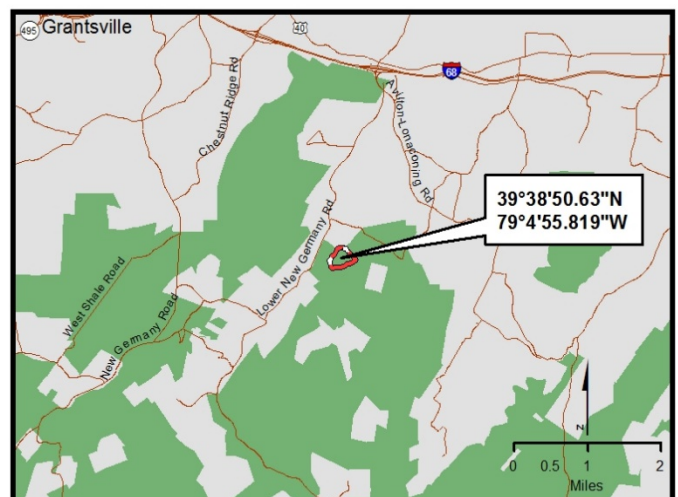 495 Grantsville
40
68
Chestnut Ridge Rd
Avilton-Lonaconing Rd
39°38'50.63"N
79°4'55.819"W
Lower New Germany Rd
West Shale Road
New Germany Road
N
0 0.5 1 2
Miles